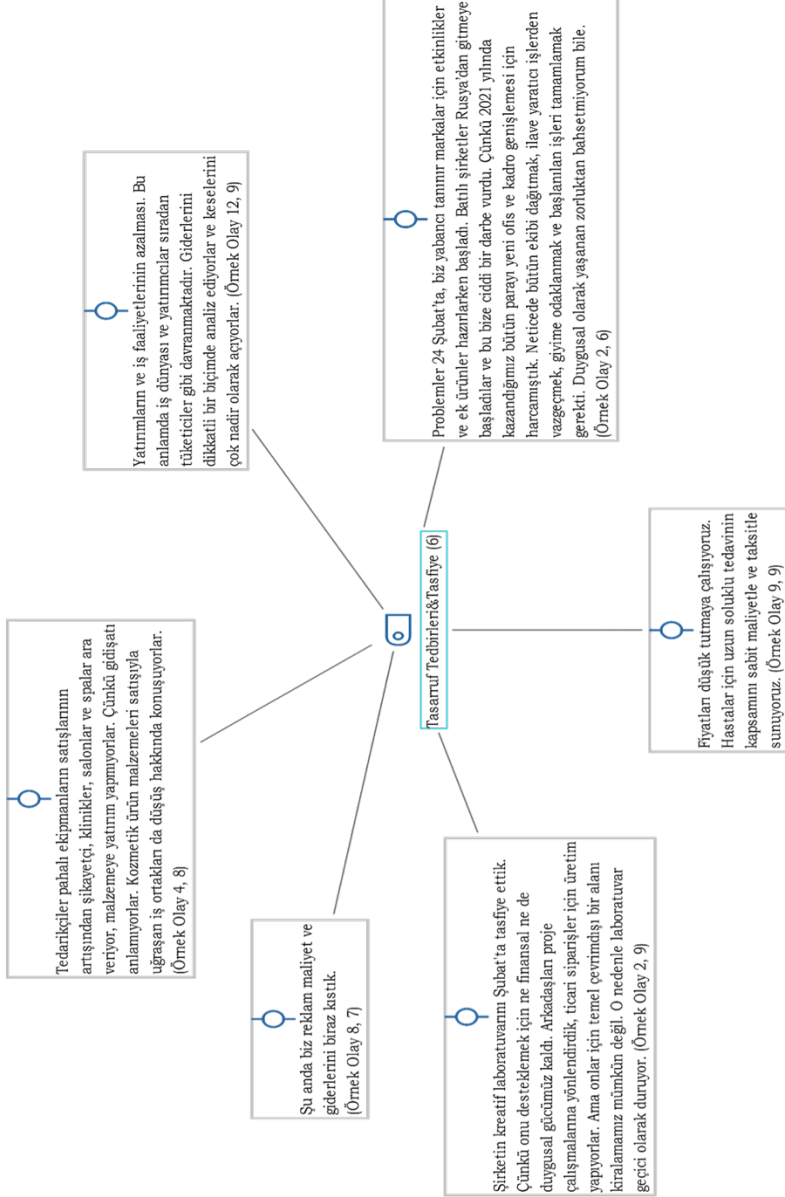 Tedarikçiler pahalı ekipmanların satışlarının
artışından şikayetçi, klinikler, salonlar ve spalar ara
veriyor, malzemeye yatırım yapmıyorlar. Çünkü gidişatı
anlamıyorlar. Kozmetik ürün malzemeleri satışıyla
uğraşan iş ortakları da düşüş hakkında konuşuyorlar.
(Örnek Olay 4, 8)
Yatırımların ve iş faaliyetlerinin azalması. Bu
anlamda iş dünyası ve yatırımcılar sıradan
tüketiciler gibi davranmaktadır. Giderlerini
dikkatli bir biçimde analiz ediyorlar ve keselerini
çok nadir olarak açıyorlar. (Örnek Olay 12, 9)
Şu anda biz reklam maliyet ve
giderlerini biraz kıstık.
(Örnek Olay 8, 7)
Tasarruf Tedbirleri&Tasfiye (6)
Problemler 24 Şubat'ta, biz yabancı tanınır markalar için etkinlikler
ve ek ürünler hazırlarken başladı. Batılı şirketler Rusya'dan gitmeye
başladılar ve bu bize ciddi bir darbe vurdu. Çünkü 2021 yılında
kazandığımız bütün parayı yeni ofis ve kadro genişlemesi için
harcamıştık. Neticede bütün ekibi dağıtmak, ilave yaratıcı işlerden
vazgeçmek, giyime odaklanmak ve başlanılan işleri tamamlamak
gerekti. Duygusal olarak yaşanan zorluktan bahsetmiyorum bile.
(Örnek Olay 2, 6)
Şirketin kreatif laboratuvarını Şubat'ta tasfiye ettik.
Çünkü onu desteklemek için ne finansal ne de
duygusal gücümüz kaldı. Arkadaşları proje
çalışmalarına yönlendirdik, ticari siparişler için üretim
yapıyorlar. Ama onlar için temel çevrimdışı bir alanı
kiralamamız mümkün değil. O nedenle laboratuvar
geçici olarak duruyor. (Örnek Olay 2, 9)
Fiyatları düşük tutmaya çalışıyoruz.
Hastalar için uzun soluklu tedavinin
kapsamını sabit maliyetle ve taksitle
sunuyoruz. (Örnek Olay 9, 9)